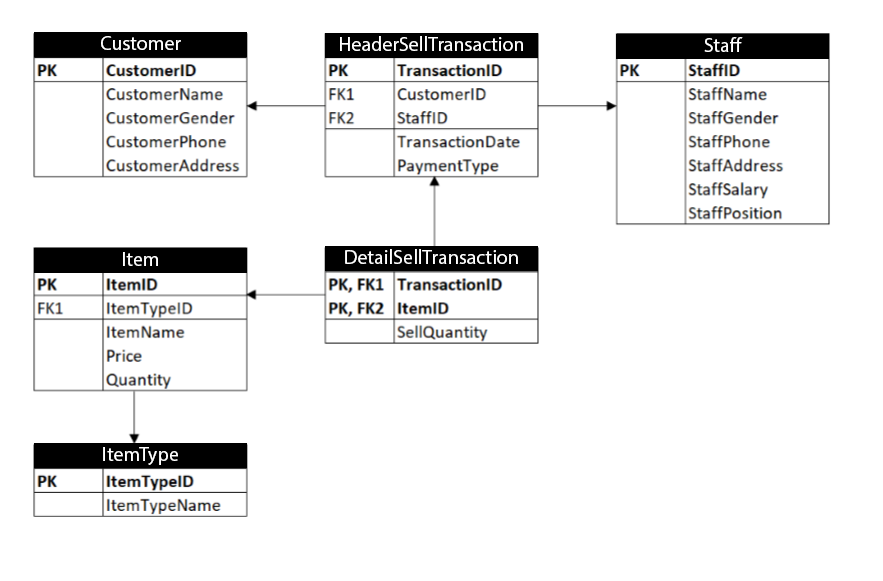 Customer
PK CustomerID
CustomerName
CustomerGender
CustomerPhone
CustomerAddress
HeaderSellTransaction
PK TransactionID
FK1 CustomerID
FK2 StaffID
TransactionDate
PaymentType
Staff
PK StaffID
StaffName
StaffGender
StaffPhone
StaffAddress
StaffSalary
StaffPosition
Item
PK ItemID
FK1 ItemTypeID
ItemName
Price
Quantity
DetailSellTransaction
PK, FK1 TransactionID
PK, FK2 ItemID
SellQuantity
ItemType
PK ItemTypeID
ItemTypeName